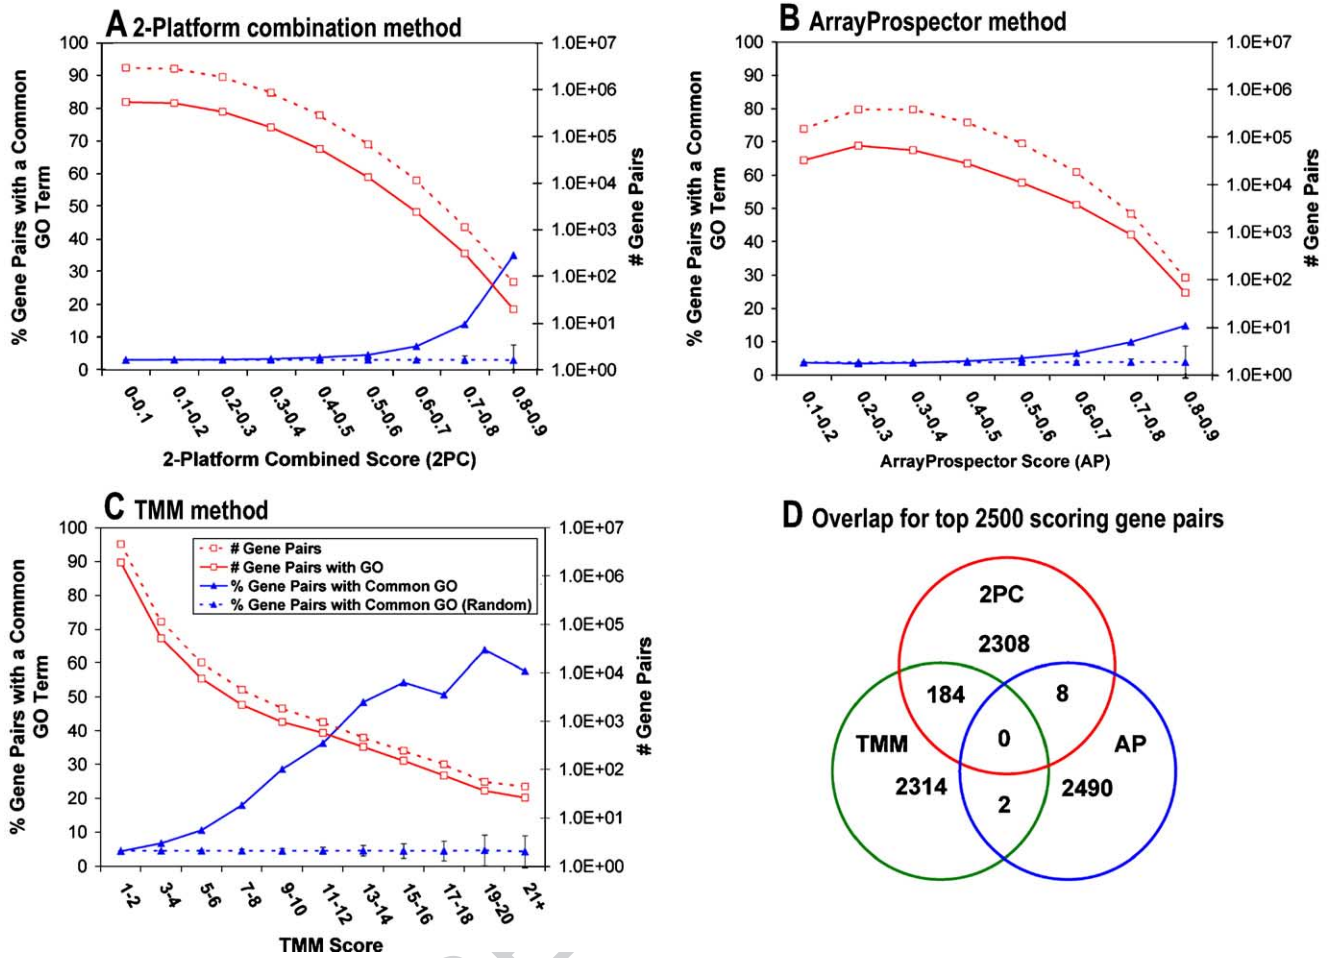 A 2-Platform combination method
% Gene Pairs with a Common
GO Term
100
90
80
70
60
50
40
30
20
10
0
1.0E+07
1.0E+06
1.0E+05
1.0E+04
1.0E+03
1.0E+02
1.0E+01
1.0E+00
# Gene Pairs
0-0.1
0.1-0.2
0.2-0.3
0.3-0.4
0.4-0.5
0.5-0.6
0.6-0.7
0.7-0.8
0.8-0.9
2-Platform Combined Score (2PC)
B ArrayProspector method
% Gene Pairs with a Common
GO Term
100
90
80
70
60
50
40
30
20
10
0
1.0E+07
1.0E+06
1.0E+05
1.0E+04
1.0E+03
1.0E+02
1.0E+01
1.0E+00
# Gene Pairs
0.1-0.2
0.2-0.3
0.3-0.4
0.4-0.5
0.5-0.6
0.6-0.7
0.7-0.8
0.8-0.9
ArrayProspector Score (AP)
C TMM method
% Gene Pairs with a Common
GO Term
100
90
80
70
60
50
40
30
20
10
0
# Gene Pairs
# Gene Pairs with GO
% Gene Pairs with Common GO
% Gene Pairs with Common GO (Random)
1.0E+07
1.0E+06
1.0E+05
1.0E+04
1.0E+03
1.0E+02
1.0E+01
1.0E+00
# Gene Pairs
1-2
3-4
5-6
7-8
9-10
11-12
13-14
15-16
17-18
19-20
21+
TMM Score
D Overlap for top 2500 scoring gene pairs
2PC
2308
184
8
TMM
0
AP
2314
2
2490